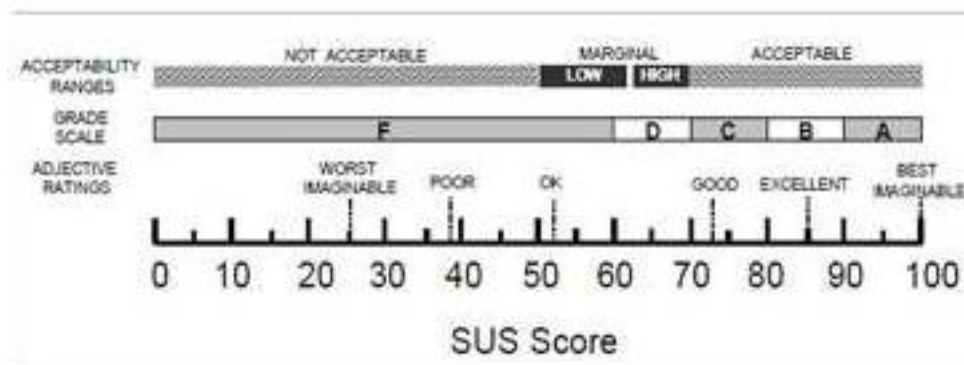 NOT ACCEPTABLE MARGINAL ACCEPTABLE
ACCEPTABILITY RANGES LOW HIGH
GRADE SCALE F D C B A
ADJECTIVE RATINGS WORST IMAGINABLE POOR OK GOOD EXCELLENT BEST IMAGINABLE
0 10 20 30 40 50 60 70 80 90 100
SUS Score